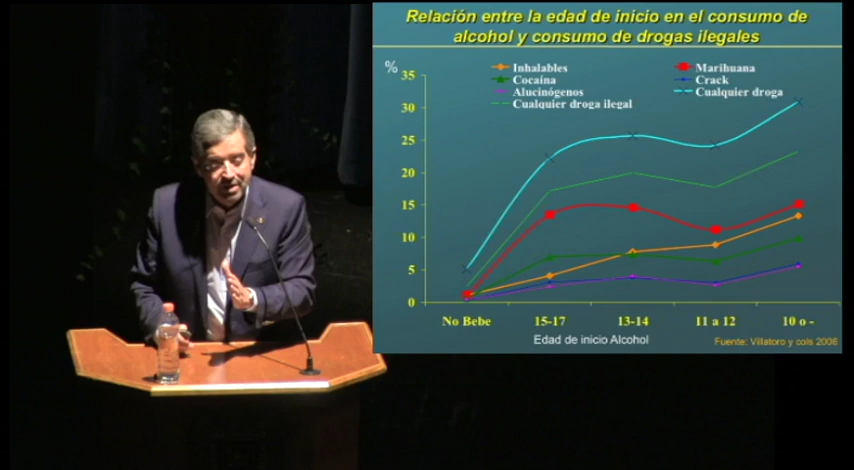 Relación entre la edad de inicio en el consumo de
alcohol y consumo de drogas ilegales
%
35
30
25
20
15
10
5
0
Inhalables
Marihuana
Cocaína
Crack
Alucinógenos
Cualquier droga
Cualquier droga ilegal
No Bebe
15-17
13-14
11 a 12
10 o -
Edad de inicio Alcohol
Fuente: Villatoro y cols 2006